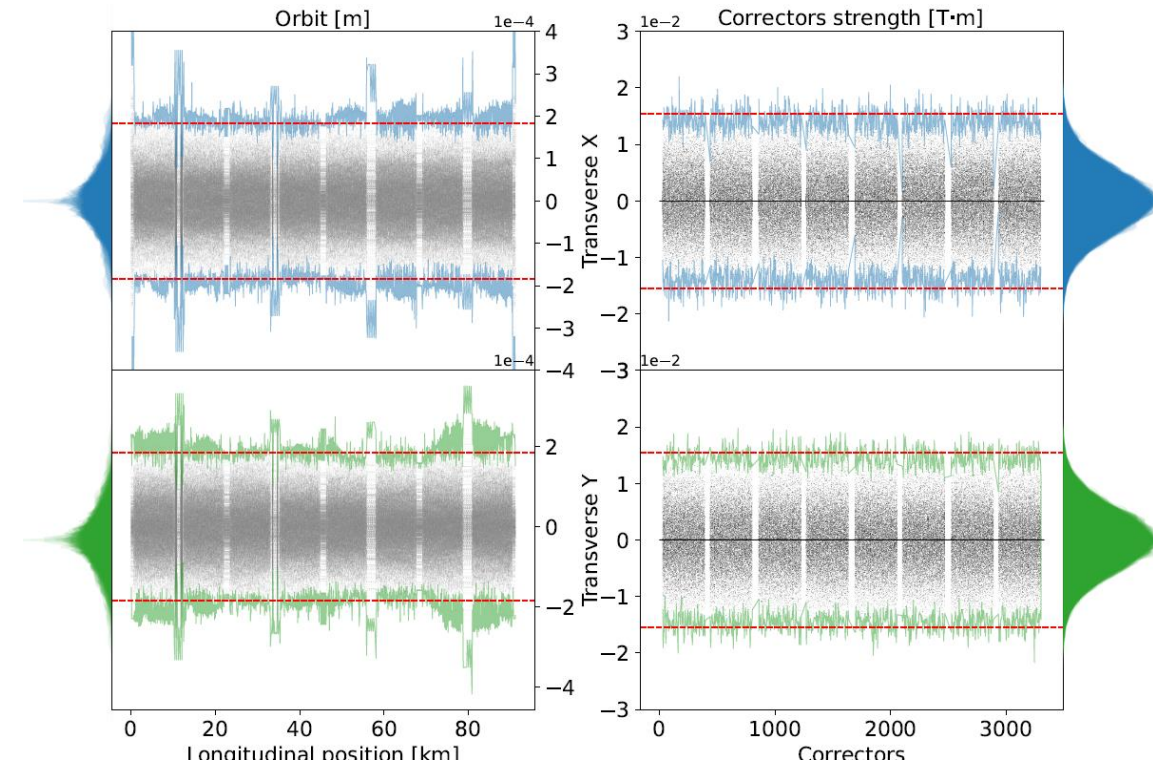 Orbit [m]
1e−4
4
3
2
1
0
−1
−2
−3
−4
Correctors strength [T·m]
1e−2
3
2
1
0
−1
−2
−3
Transverse X
1e−4
2
0
−2
−4
1e−2
2
1
0
−1
−2
−3
Transverse Y
0 20 40 60 80
Longitudinal position [km]
0 1000 2000 3000
Correctors